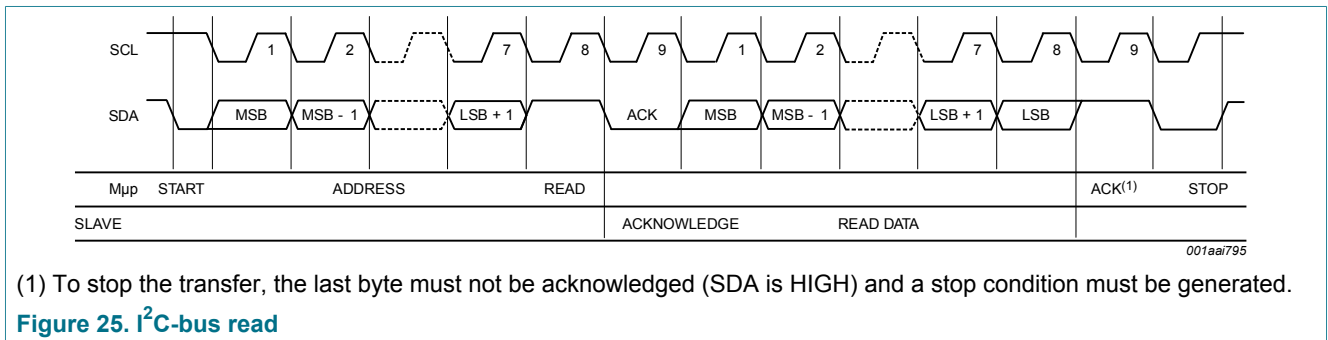 SCL 1 2 7 8 9 1 2 7 8 9
SDA MSB MSB - 1 LSB + 1 ACK MSB MSB - 1 LSB + 1 LSB
Mµp START ADDRESS READ ACK(1) STOP
SLAVE ACKNOWLEDGE READ DATA
001aai795
(1) To stop the transfer, the last byte must not be acknowledged (SDA is HIGH) and a stop condition must be generated.
Figure 25. I²C-bus read